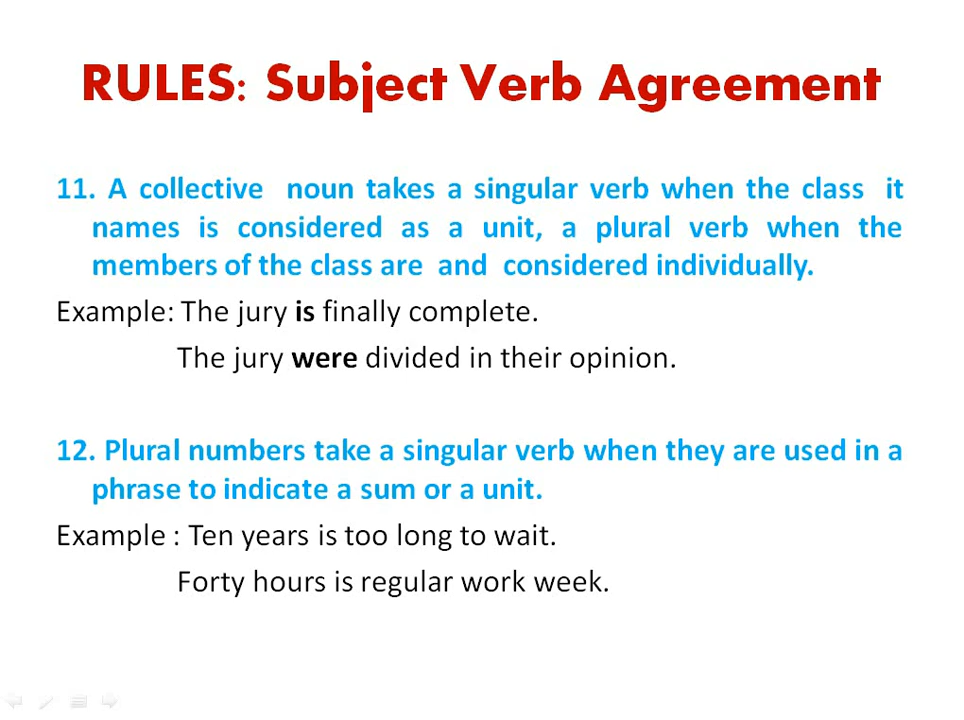 RULES: Subject Verb Agreement
11. A collective noun takes a singular verb when the class it
names is considered as a unit, a plural verb when the
members of the class are and considered individually.
Example: The jury is finally complete.
The jury were divided in their opinion.
12. Plural numbers take a singular verb when they are used in a
phrase to indicate a sum or a unit.
Example : Ten years is too long to wait.
Forty hours is regular work week.